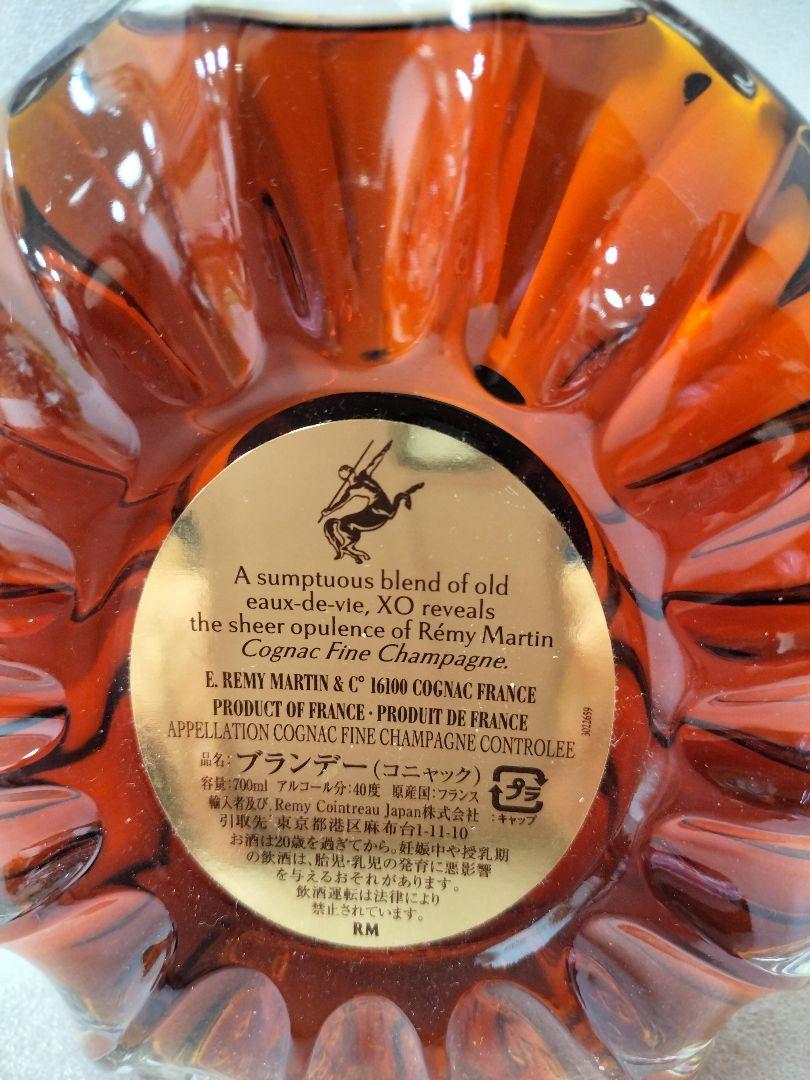 A sumptuous blend of old
eaux-de-vie, XO reveals
the sheer opulence of Rémy Martin
Cognac Fine Champagne.
E. REMY MARTIN & C° 16100 COGNAC FRANCE
PRODUCT OF FRANCE · PRODUIT DE FRANCE
APPELLATION COGNAC FINE CHAMPAGNE CONTROLEE
3022659
品名: ブランデー(コニャック)
容量:700ml アルコール分:40度 原産国:フランス
輸入者及び. Remy Cointreau Japan株式会社
引取先 東京都港区麻布台1-11-10
プラ
:キャップ
お酒は20歳を過ぎてから。妊娠中や授乳期
の飲酒は、胎児・乳児の発育に悪影響
を与えるおそれがあります。
飲酒運転は法律により
禁止されています。
RM